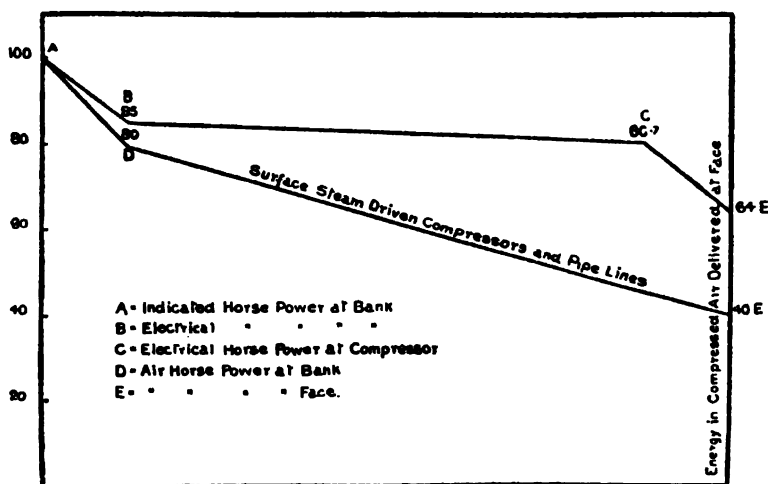 100
A
B
85
C
80.7
80
80
D
Surface Steam Driven Compressors and Pipe Lines
60
64 E
Energy in Compressed Air Delivered at Face
40
40 E
20
A = Indicated Horse Power at Bank
B = Electrical " " " "
C = Electrical Horse Power at Compressor
D = Air Horse Power at Bank
E = " " " " Face.